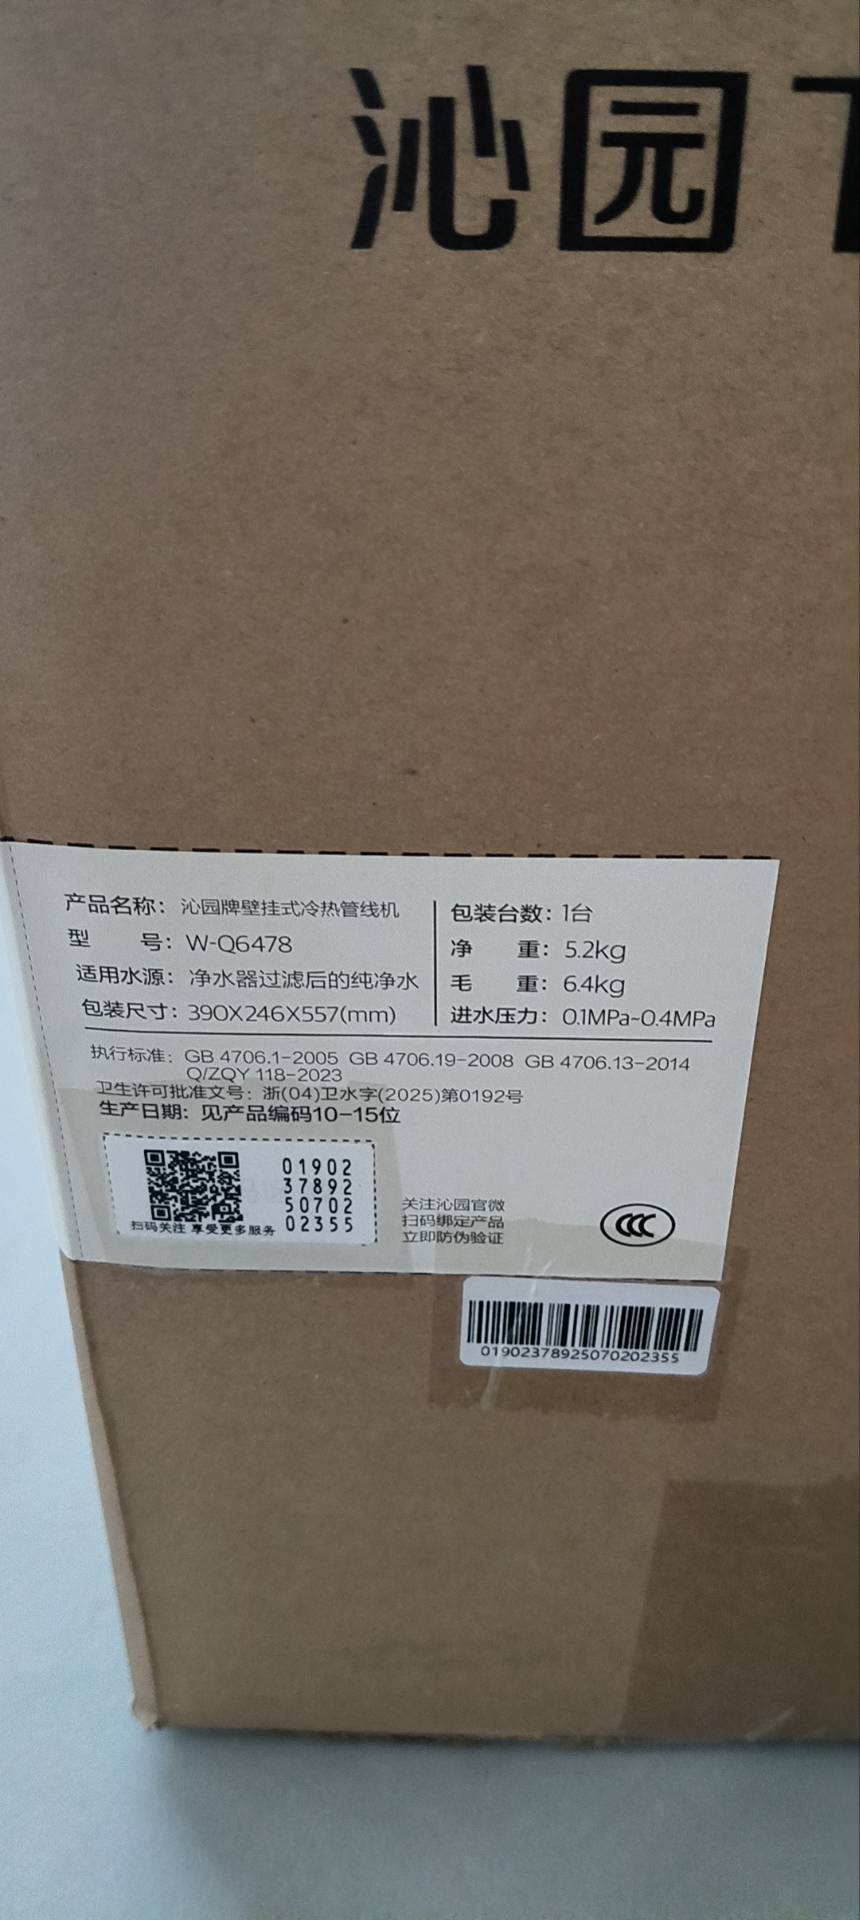 沁园
产品名称：沁园牌壁挂式冷热管线机
型 号：W-Q6478
适用水源：净水器过滤后的纯净水
包装尺寸：390X246X557(mm)
包装台数：1台
净 重：5.2kg
毛 重：6.4kg
进水压力：0.1MPa~0.4MPa
执行标准：GB 4706.1-2005 GB 4706.19-2008 GB 4706.13-2014
Q/ZQY 118-2023
卫生许可批准文号：浙(04)卫水字(2025)第0192号
生产日期：见产品编码10-15位
01902
37892
50702
02355
扫码关注 享受更多服务
关注沁园官微
扫码绑定产品
立即防伪验证
CCC
01902378925070202355